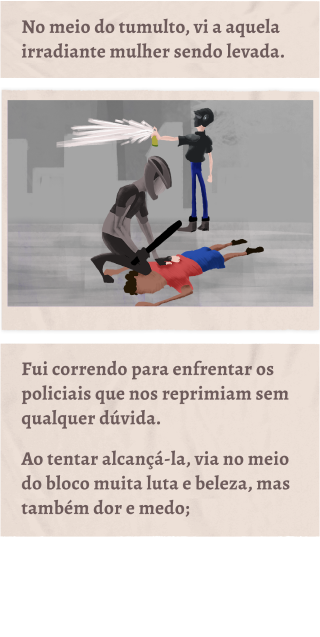 No meio do tumulto, vi a aquela
irradiante mulher sendo levada.
Fui correndo para enfrentar os
policiais que nos reprimiam sem
qualquer dúvida.
Ao tentar alcançá-la, via no meio
do bloco muita luta e beleza, mas
também dor e medo;